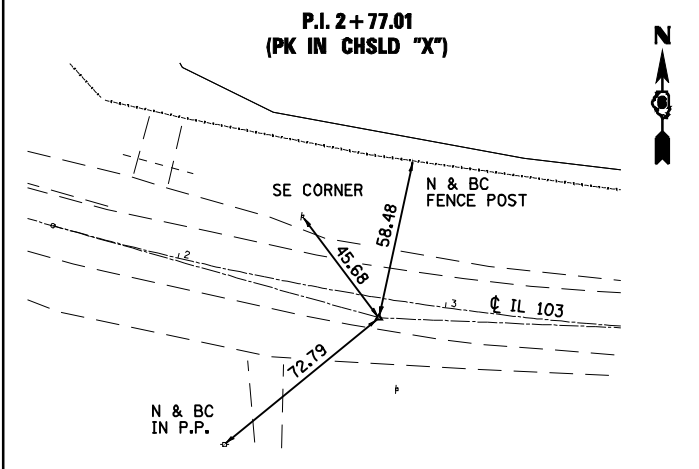 P.I. 2+77.01
(PK IN CHSLD "X")
N
SE CORNER
N & BC
FENCE POST
58.48
45.68
2
3
℄ IL 103
72.79
N & BC
IN P.P.